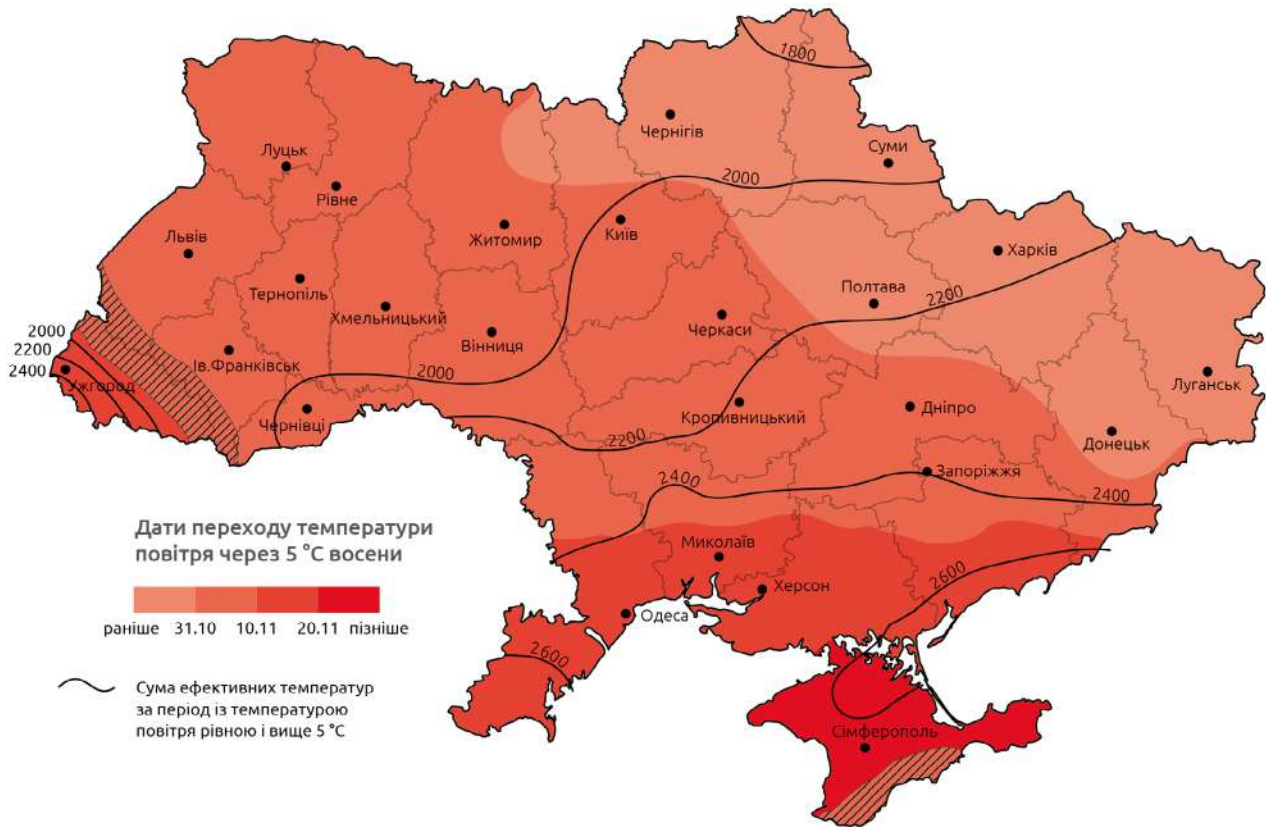 1800
Чернігів
Суми
Луцьк
2000
Рівне
Київ
Житомир
Львів
Харків
Тернопіль
Полтава
2200
Хмельницький
Черкаси
2000
Вінниця
2200
Ів.Франківськ
2400
2000
Ужгород
Луганськ
Дніпро
Кропивницький
Чернівці
2200
Донецьк
Запоріжжя
2400
2400
Дати переходу температури
повітря через 5 °C восени
Миколаїв
2600
Херсон
Одеса
раніше 31.10 10.11 20.11 пізніше
2600
Сума ефективних температур
за період із температурою
повітря рівною і вище 5 °C
Сімферополь